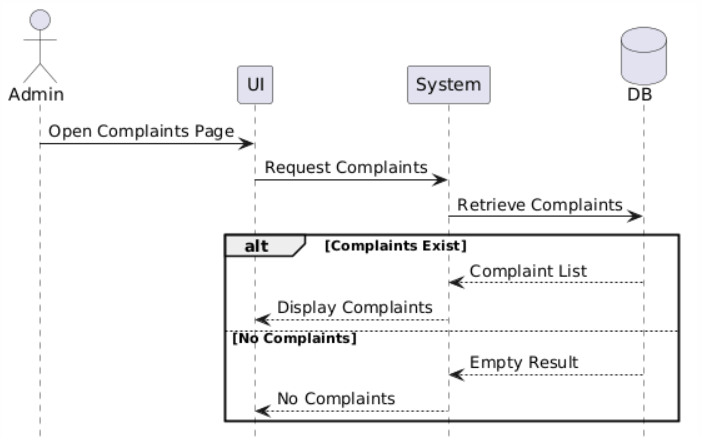 Admin
UI
System
DB
Open Complaints Page
Request Complaints
Retrieve Complaints
alt [Complaints Exist]
Complaint List
Display Complaints
[No Complaints]
Empty Result
No Complaints